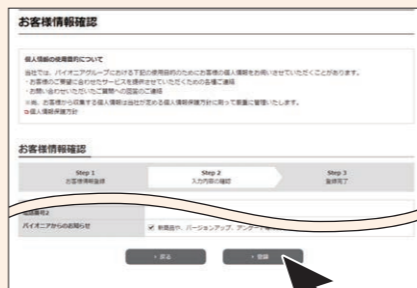 お客様情報確認
個人情報の使用目的について
当社では、パイオニアグループにおける下記の使用目的のためにお客様の個人情報をお伺いさせていただくことがあります。
・お客様のご要望に合わせたサービスを提供させていただくための各種ご連絡
・お問い合わせいただいたご質問への回答のご連絡
※尚、お客様から収集する個人情報は当社が定める個人情報保護方針に則って厳重に管理いたします。
個人情報保護方針
お客様情報確認
Step 1
お客様情報登録
Step 2
入力内容の確認
Step 3
登録完了
電話番号2
パイオニアからのお知らせ
新商品や、バージョンアップ、アンケート
戻る
登録